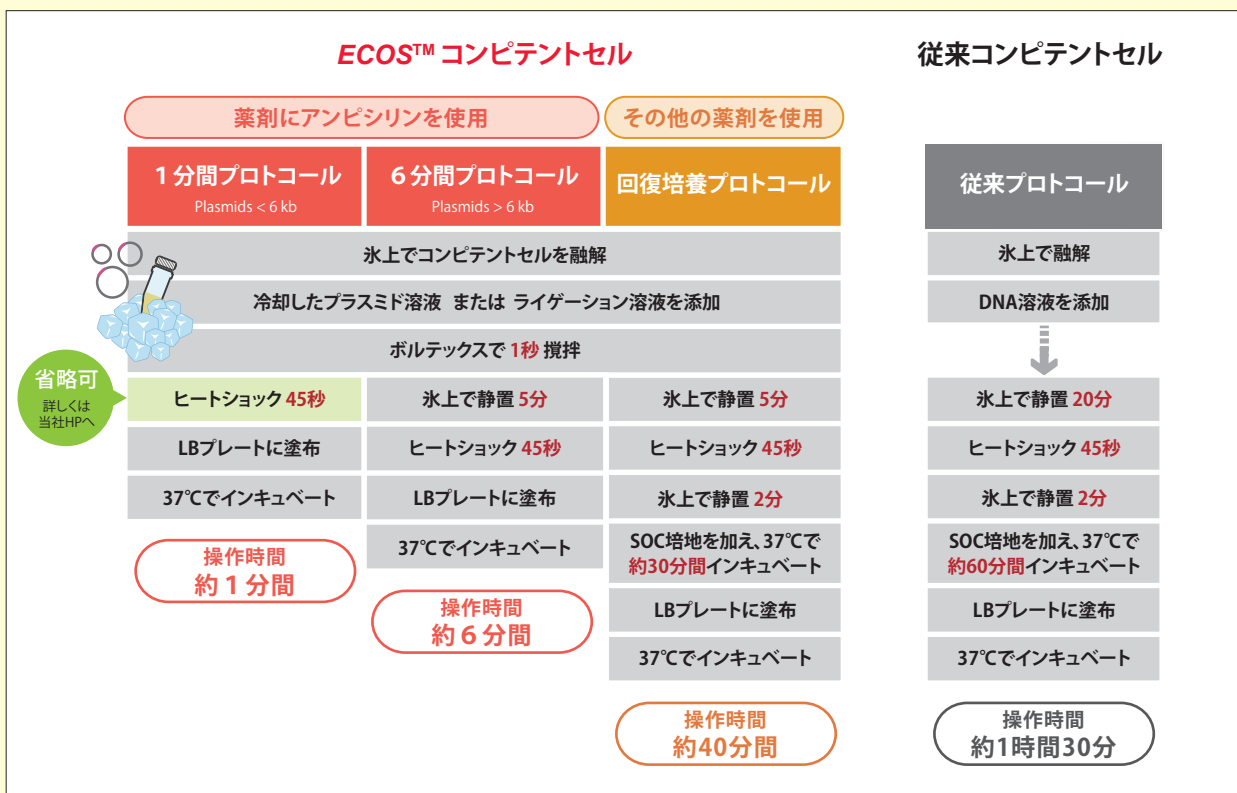 ECOS™ コンピテントセル
従来コンピテントセル
薬剤にアンピシリンを使用
その他の薬剤を使用
1分間プロトコール
Plasmids < 6 kb
6分間プロトコール
Plasmids > 6 kb
回復培養プロトコール
従来プロトコール
氷上でコンピテントセルを融解
氷上で融解
冷却したプラスミド溶液 または ライゲーション溶液を添加
DNA溶液を添加
ボルテックスで 1秒 撹拌
省略可
詳しくは
当社HPへ
ヒートショック 45秒
氷上で静置 5分
氷上で静置 5分
氷上で静置 20分
LBプレートに塗布
ヒートショック 45秒
ヒートショック 45秒
ヒートショック 45秒
37℃でインキュベート
LBプレートに塗布
氷上で静置 2分
氷上で静置 2分
操作時間
約1分間
37℃でインキュベート
SOC培地を加え、37℃で
約30分間インキュベート
SOC培地を加え、37℃で
約60分間インキュベート
操作時間
約6分間
LBプレートに塗布
LBプレートに塗布
37℃でインキュベート
37℃でインキュベート
操作時間
約40分間
操作時間
約1時間30分